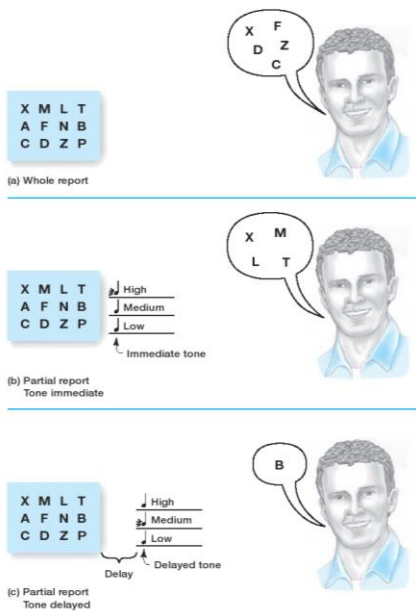 X F
D Z
C
X M L T
A F N B
C D Z P
(a) Whole report
X M
L T
X M L T
A F N B
C D Z P
High
Medium
Low
Immediate tone
(b) Partial report
Tone immediate
B
X M L T
A F N B
C D Z P
High
Medium
Low
Delay
Delayed tone
(c) Partial report
Tone delayed